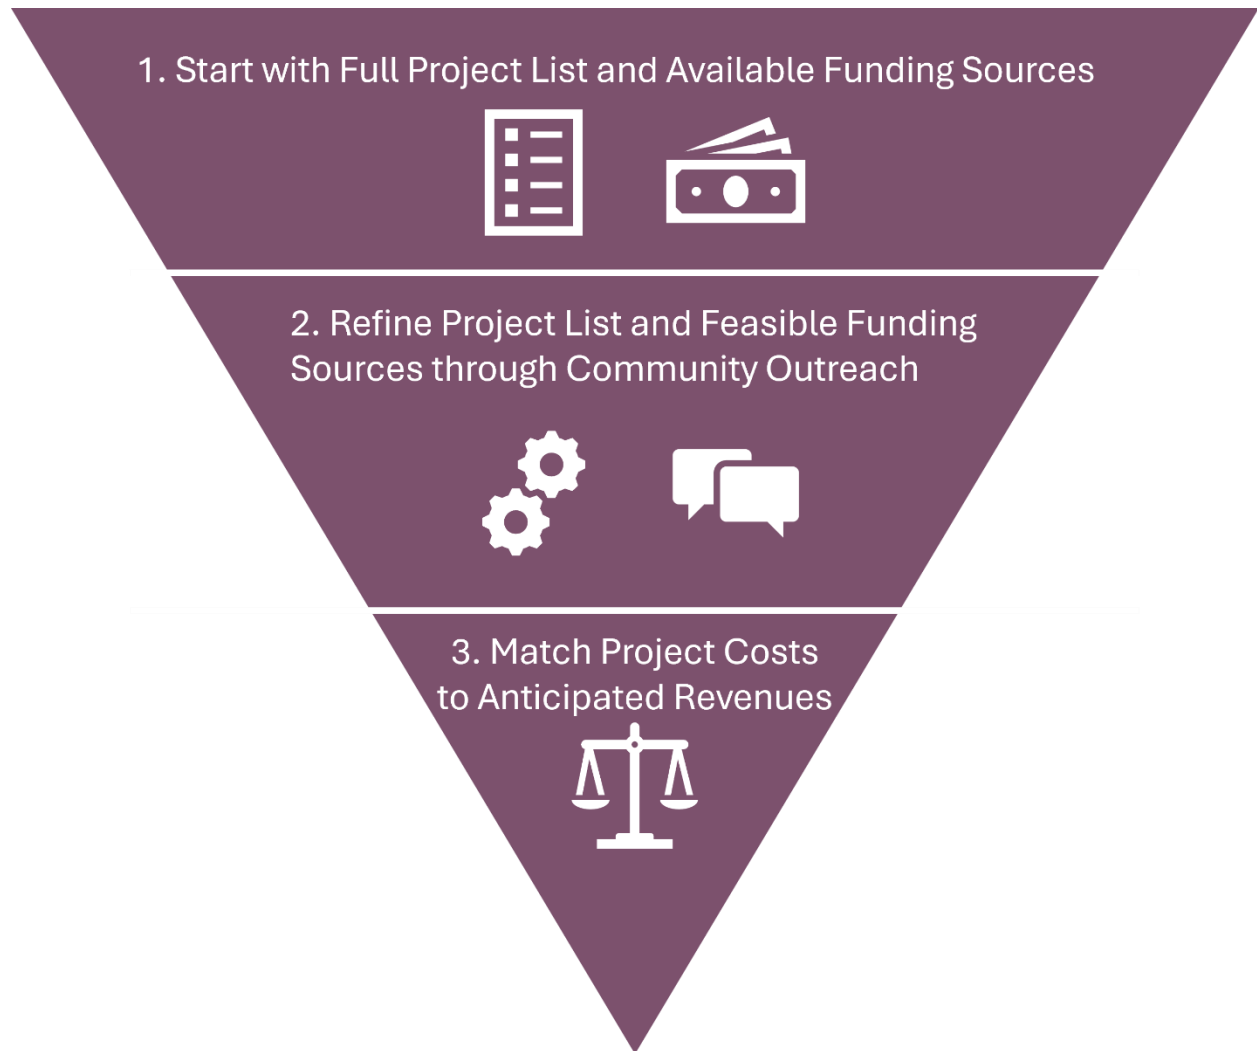 1. Start with Full Project List and Available Funding Sources
2. Refine Project List and Feasible Funding
Sources through Community Outreach
3. Match Project Costs
to Anticipated Revenues